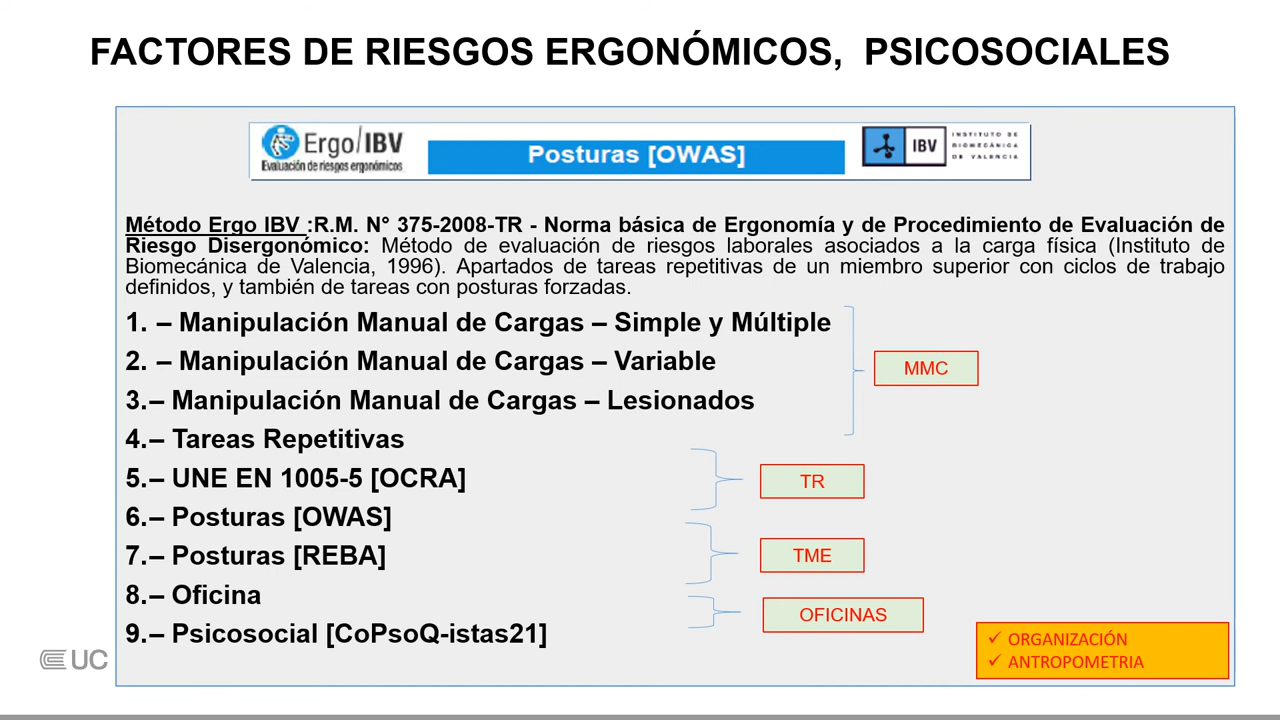 FACTORES DE RIESGOS ERGONÓMICOS,  PSICOSOCIALES
Ergo/IBV
Evaluación de riesgos ergonómicos
Posturas [OWAS]
IBV
INSTITUTO DE
BIOMECÁNICA
DE VALENCIA
Método Ergo IBV :R.M. N° 375-2008-TR - Norma básica de Ergonomía y de Procedimiento de Evaluación de
Riesgo Disergonómico: Método de evaluación de riesgos laborales asociados a la carga física (Instituto de
Biomecánica de Valencia, 1996). Apartados de tareas repetitivas de un miembro superior con ciclos de trabajo
definidos, y también de tareas con posturas forzadas.
1. – Manipulación Manual de Cargas – Simple y Múltiple
2. – Manipulación Manual de Cargas – Variable
MMC
3.– Manipulación Manual de Cargas – Lesionados
4.– Tareas Repetitivas
5.– UNE EN 1005-5 [OCRA]
TR
6.– Posturas [OWAS]
7.– Posturas [REBA]
TME
8.– Oficina
OFICINAS
9.– Psicosocial [CoPsoQ-istas21]
✓ ORGANIZACIÓN
✓ ANTROPOMETRIA
UC